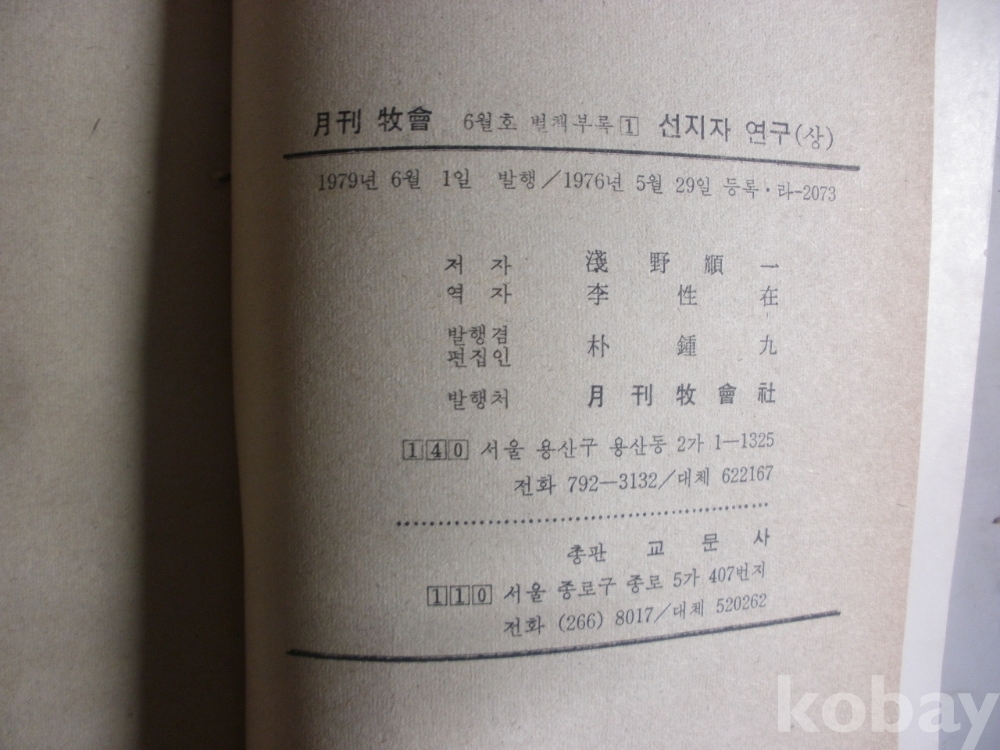 月刊 牧會 6월호 별책부록 1 선지자 연구(상)
1979년 6월 1일 발행/1976년 5월 29일 등록·라-2073
저 자 淺野順一
역 자 李性在
발행겸
편집인 朴鍾九
발행처 月刊牧會社
140 서울 용산구 용산동 2가 1—1325
전화 792—3132/대체 622167
총판 교문사
110 서울 종로구 종로 5가 407번지
전화 (266) 8017/대체 520262
kobay